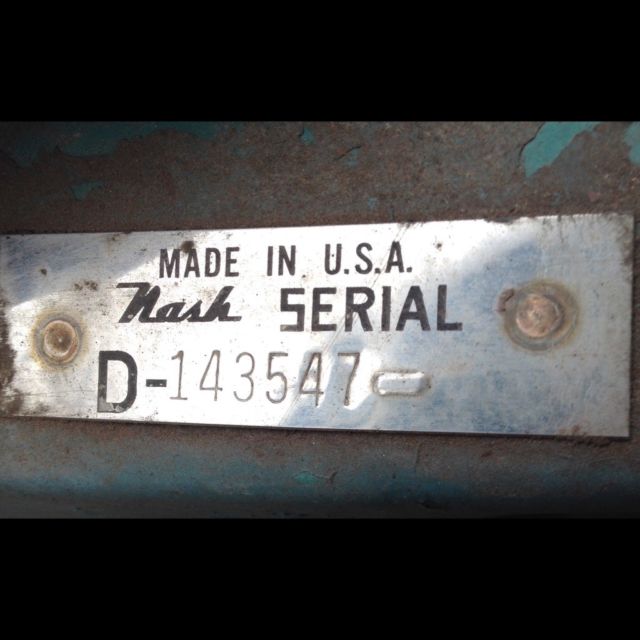 MADE IN U.S.A.
Nash SERIAL
D-143547